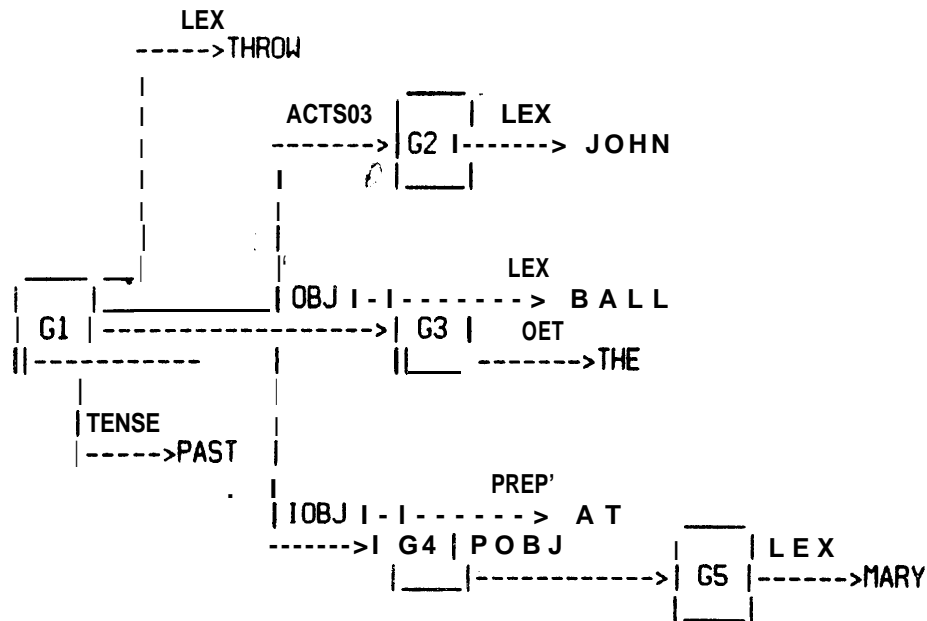 LEX
----->THROW
ACTS03 LEX
------>| G2 I-------> JOHN
LEX
| OBJ I-I-------> BALL
| G1 |---------------->| G3 | OET
------>THE
| TENSE
|----->PAST
PREP'
| IOBJ I-I-------> AT
------>I G4 | POBJ LEX
|----------->| G5 |------>MARY